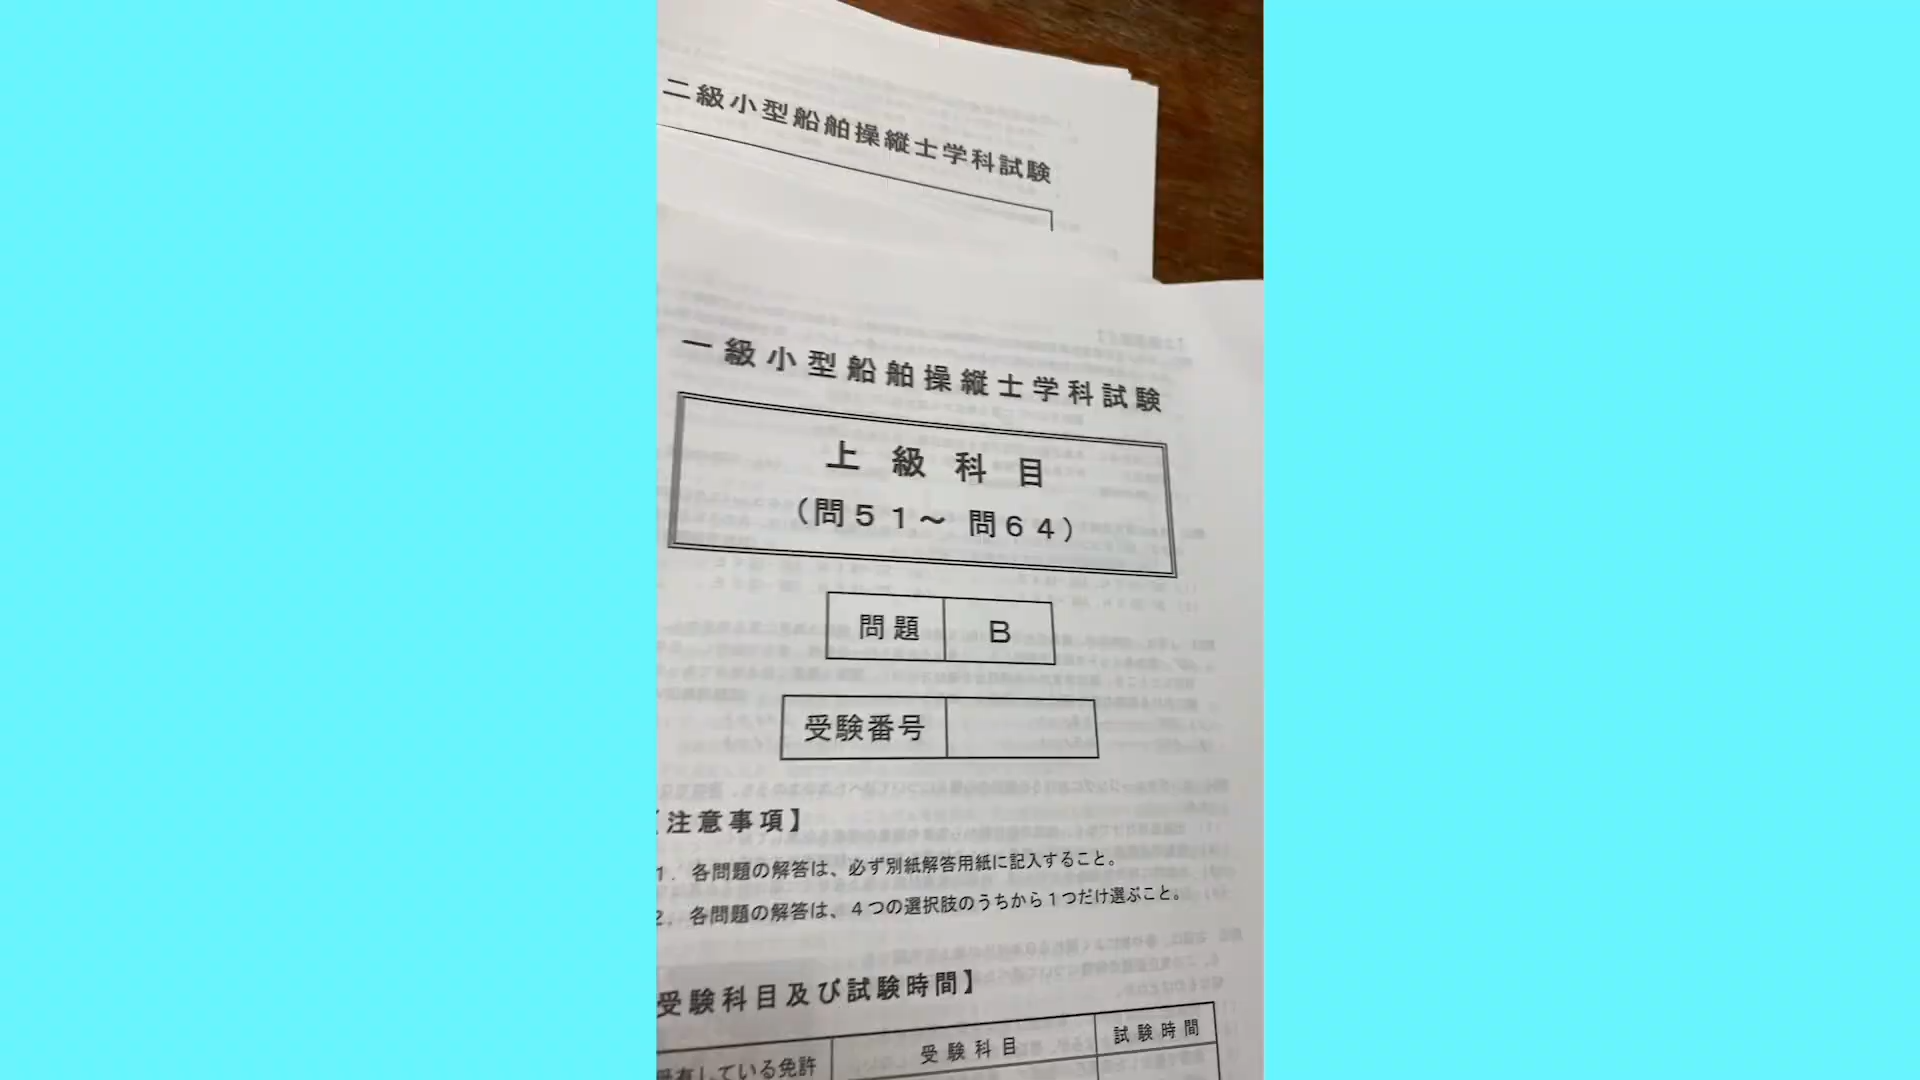 二級小型船舶操縦士学科試験
一級小型船舶操縦士学科試験
上級科目
（問５１～ 問６４）
問題 B
受験番号
【注意事項】
1. 各問題の解答は、必ず別紙解答用紙に記入すること。
2. 各問題の解答は、４つの選択肢のうちから１つだけ選ぶこと。
受験科目及び試験時間】
有している免許 受験科目 試験時間